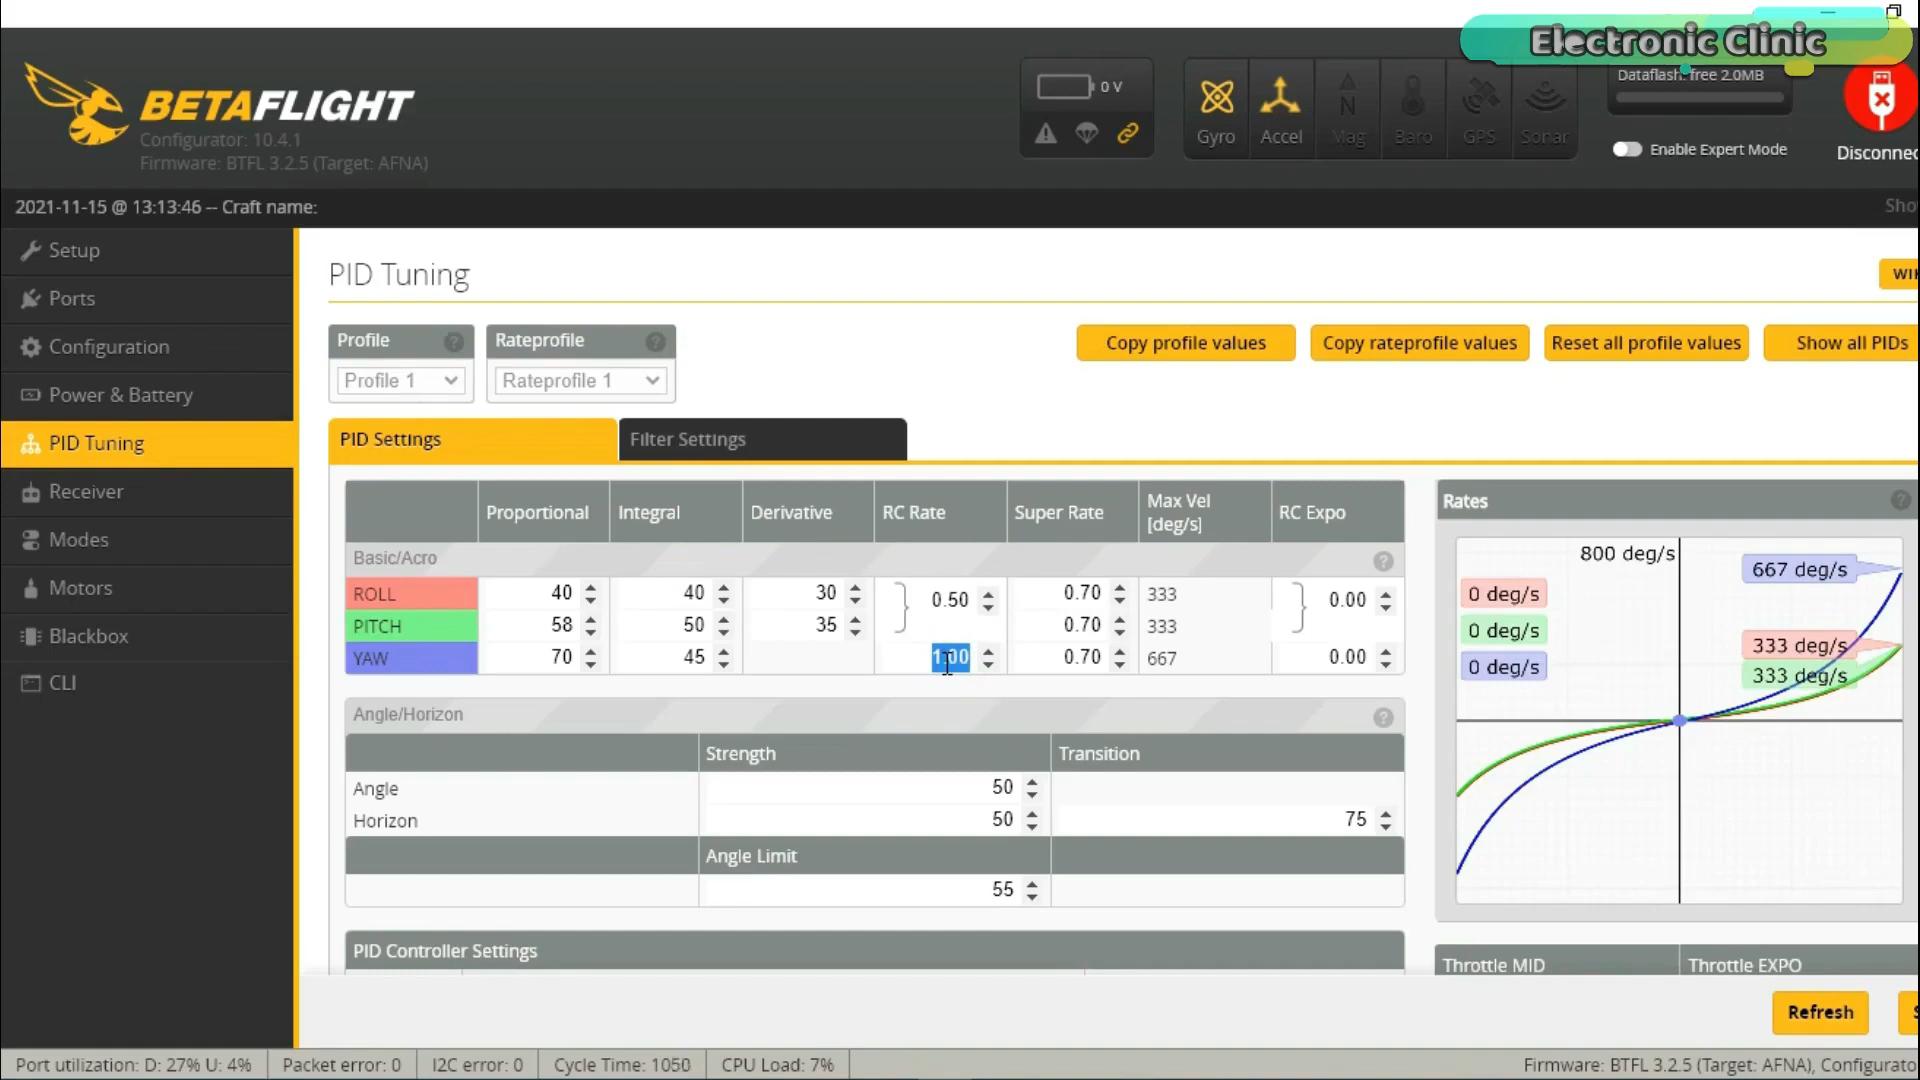 Electronic Clinic
BETAFLIGHT
Configurator: 10.4.1
Firmware: BTFL 3.2.5 (Target: AFNA)
0 V
Gyro
Accel
Mag
Baro
GPS
Sonar
Dataflash: free 2.0MB
Enable Expert Mode
Disconnec
2021-11-15 @ 13:13:46 -- Craft name:
Sho
Setup
Ports
Configuration
Power & Battery
PID Tuning
Receiver
Modes
Motors
Blackbox
CLI
PID Tuning
WIK
Profile
Profile 1
Rateprofile
Rateprofile 1
Copy profile values
Copy rateprofile values
Reset all profile values
Show all PIDs
PID Settings
Filter Settings
Proportional Integral Derivative RC Rate Super Rate Max Vel [deg/s] RC Expo
Basic/Acro
ROLL 40 40 30 0.50 0.70 333 0.00
PITCH 58 50 35 0.70 333
YAW 70 45 1.00 0.70 667 0.00
Angle/Horizon
Strength Transition
Angle 50
Horizon 50 75
Angle Limit
55
PID Controller Settings
Rates
800 deg/s
667 deg/s
0 deg/s
0 deg/s
0 deg/s
333 deg/s
333 deg/s
Throttle MID Throttle EXPO
Refresh
S
Port utilization: D: 27% U: 4% Packet error: 0 I2C error: 0 Cycle Time: 1050 CPU Load: 7% Firmware: BTFL 3.2.5 (Target: AFNA), Configurato